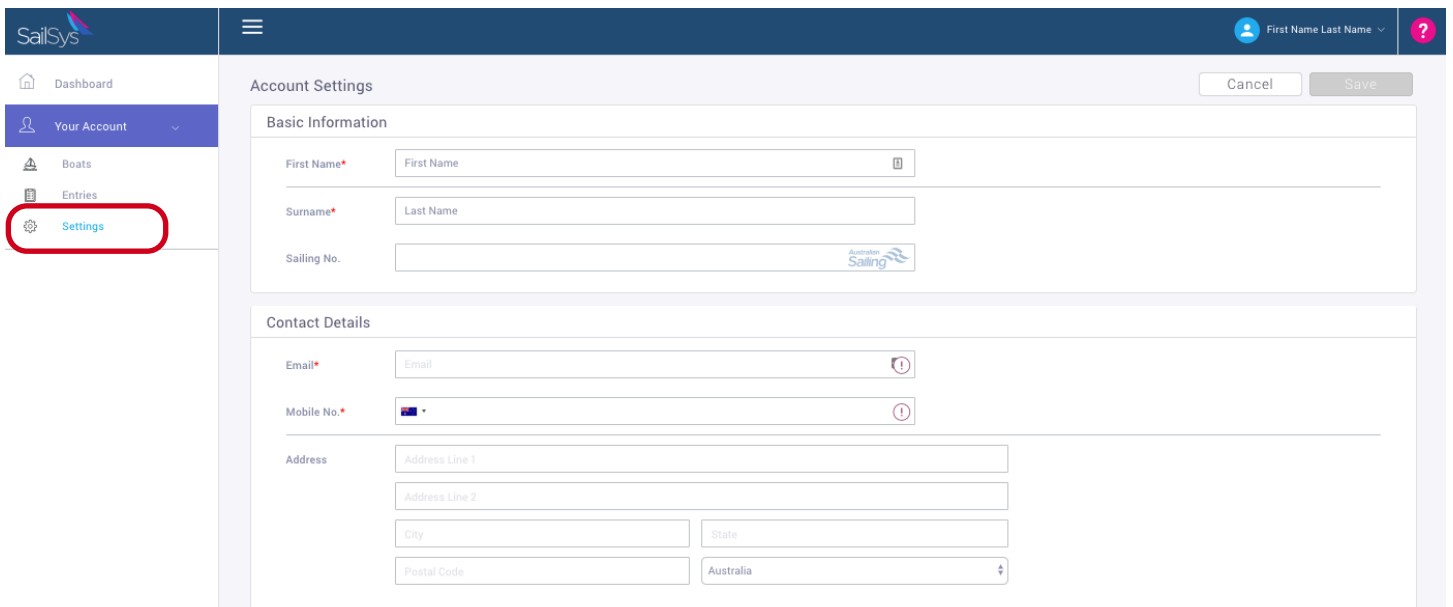 SailSys
First Name Last Name
?
Dashboard
Your Account
Boats
Entries
Settings
Account Settings
Cancel
Save
Basic Information
First Name*
First Name
Surname*
Last Name
Sailing No.
Australian
Sailing
Contact Details
Email*
Email
!
Mobile No.*
!
Address
Address Line 1
Address Line 2
City
State
Postal Code
Australia